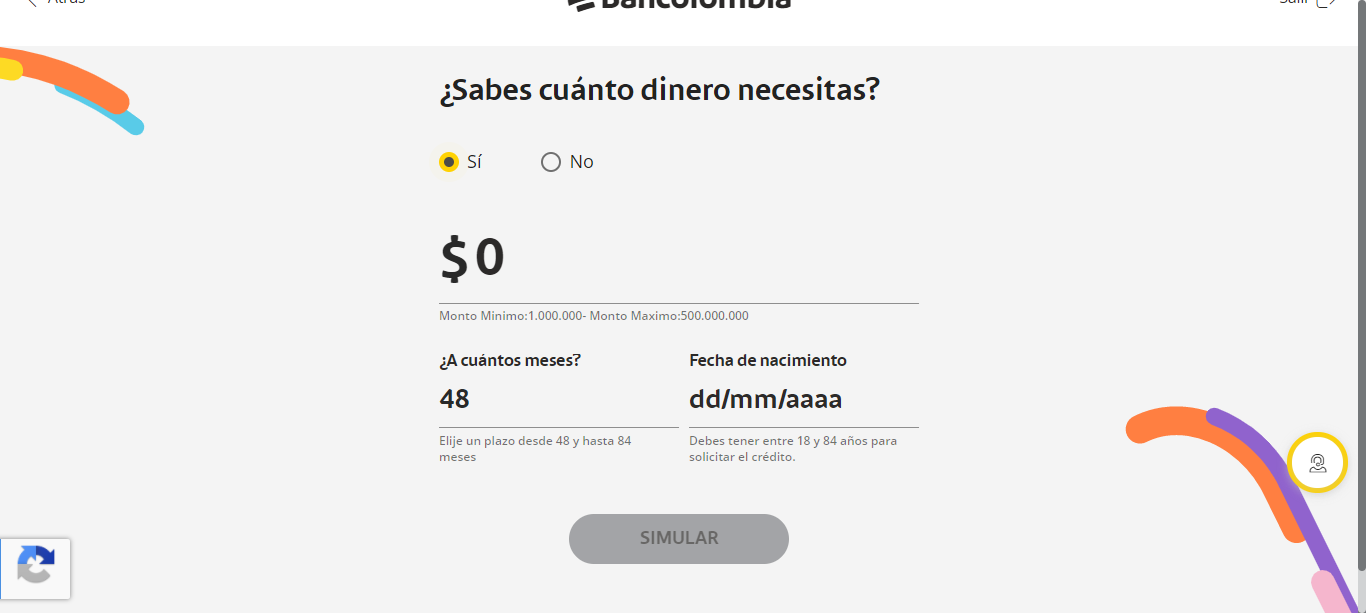 Atrás
Bancolombia
Salir
¿Sabes cuánto dinero necesitas?
Sí
No
$ 0
Monto Minimo:1.000.000- Monto Maximo:500.000.000
¿A cuántos meses?
Fecha de nacimiento
48
dd/mm/aaaa
Elije un plazo desde 48 y hasta 84
meses
Debes tener entre 18 y 84 años para
solicitar el crédito.
SIMULAR